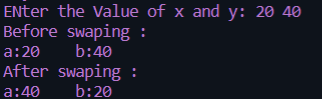 ENter the Value of x and y: 20 40
Before swaping :
a:20    b:40
After swaping :
a:40    b:20